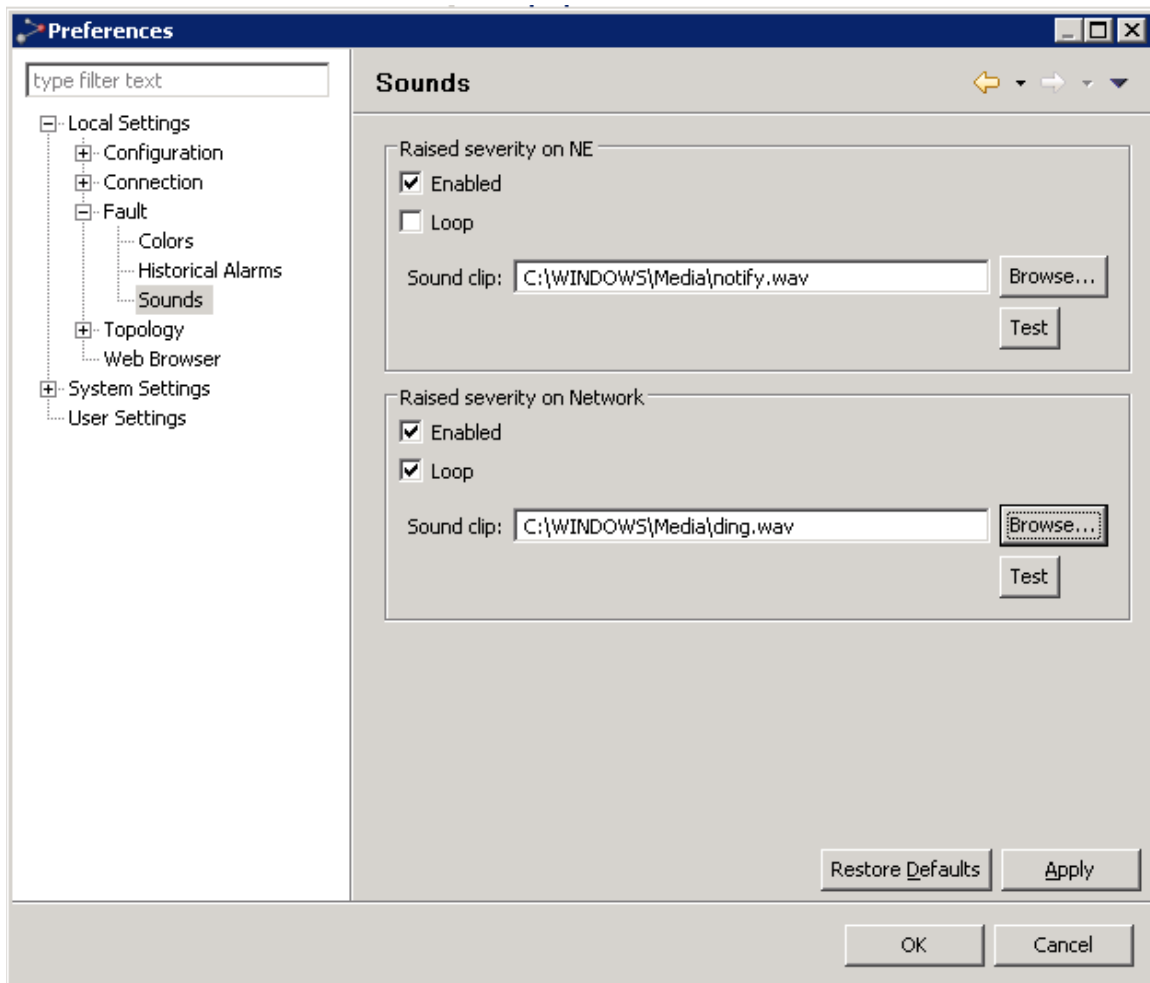 Preferences
type filter text
Local Settings
Configuration
Connection
Fault
Colors
Historical Alarms
Sounds
Topology
Web Browser
System Settings
User Settings
Sounds
Raised severity on NE
Enabled
Loop
Sound clip: C:\WINDOWS\Media\notify.wav Browse...
Test
Raised severity on Network
Enabled
Loop
Sound clip: C:\WINDOWS\Media\ding.wav Browse...
Test
Restore Defaults Apply
OK Cancel